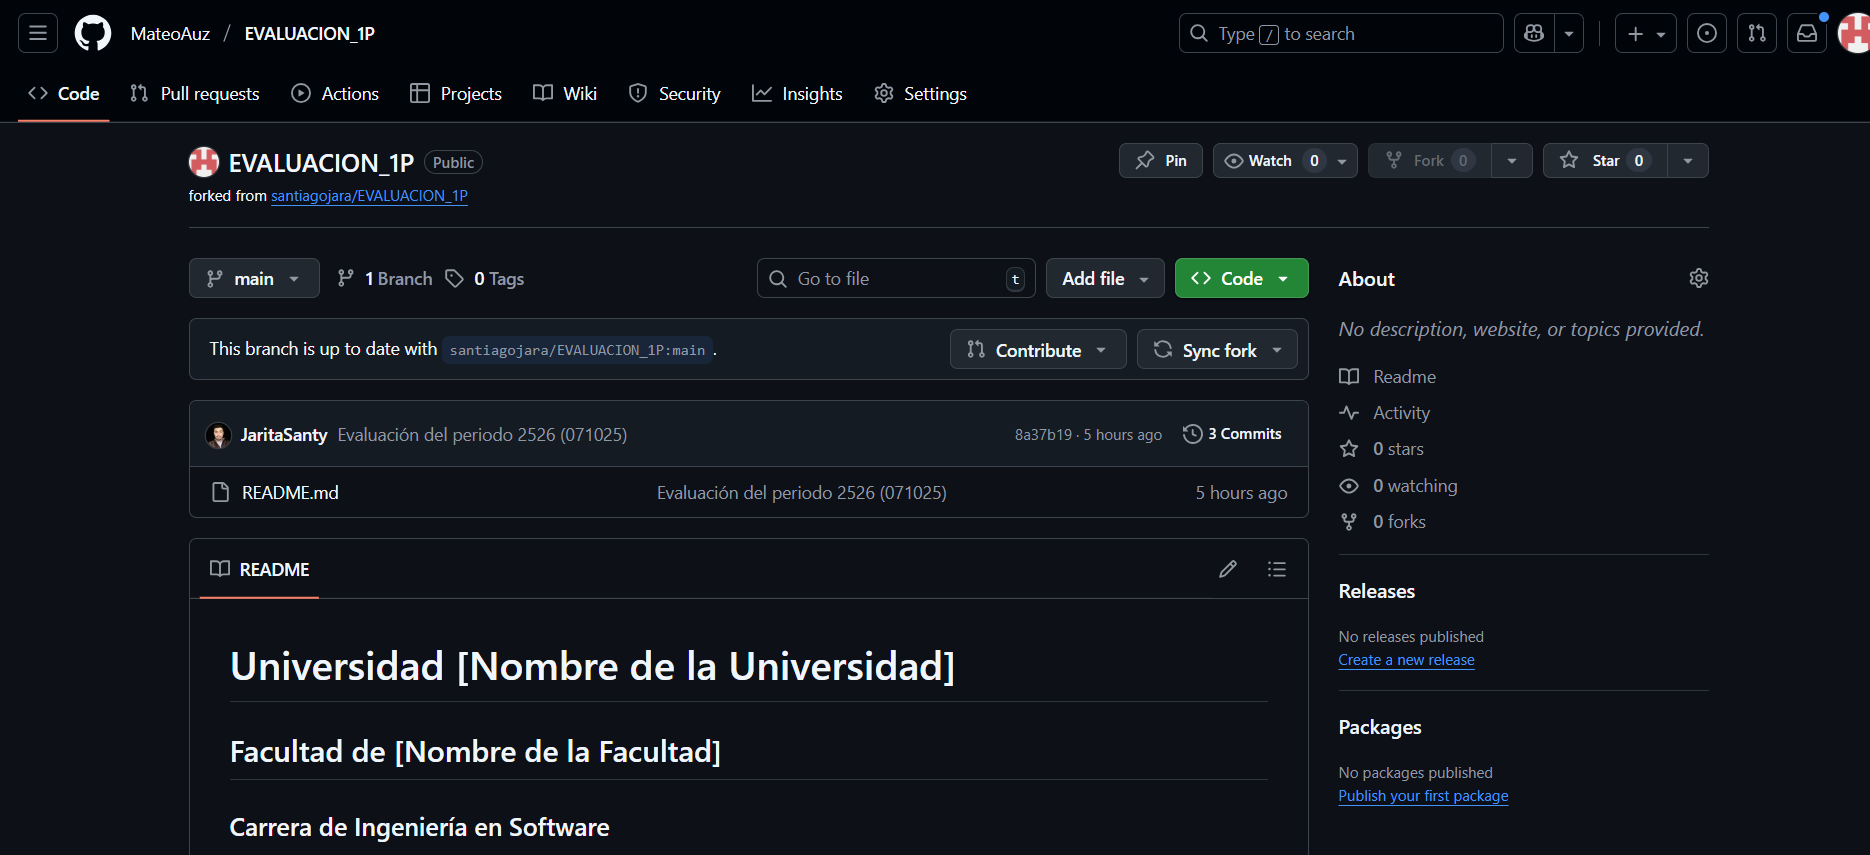 MateoAuz / EVALUACION_1P
Type / to search
Code Pull requests Actions Projects Wiki Security Insights Settings
EVALUACION_1P Public
Pin Watch 0 Fork 0 Star 0
forked from santiagojara/EVALUACION_1P
main 1 Branch 0 Tags Go to file t Add file Code
This branch is up to date with santiagojara/EVALUACION_1P:main .
Contribute Sync fork
JaritaSanty Evaluación del periodo 2526 (071025) 8a37b19 · 5 hours ago 3 Commits
README.md Evaluación del periodo 2526 (071025) 5 hours ago
README
Universidad [Nombre de la Universidad]
Facultad de [Nombre de la Facultad]
Carrera de Ingeniería en Software
About
No description, website, or topics provided.
Readme
Activity
0 stars
0 watching
0 forks
Releases
No releases published
Create a new release
Packages
No packages published
Publish your first package